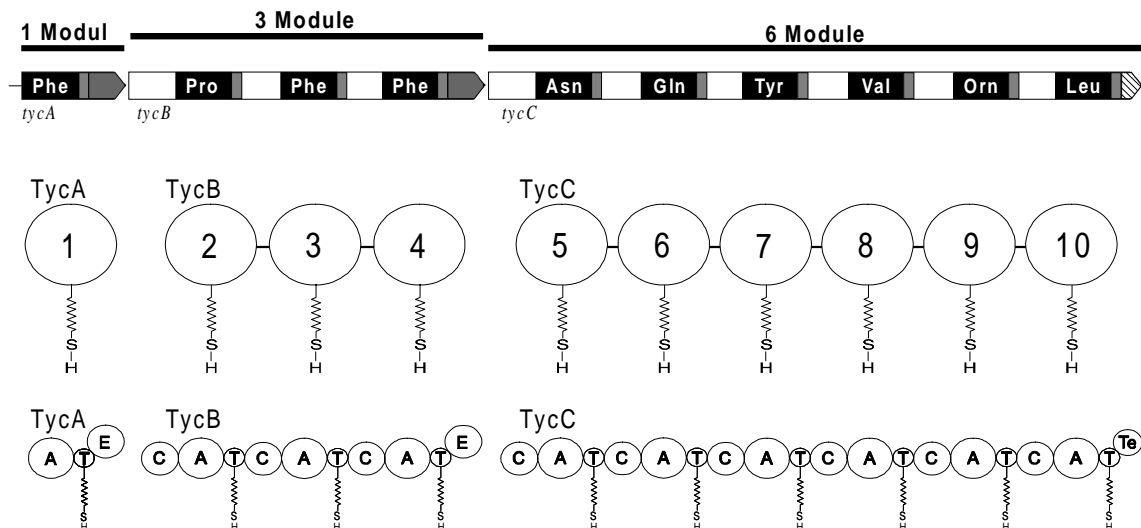 1 Modul 3 Module 6 Module
Phe Pro Phe Phe Asn Gln Tyr Val Orn Leu
tycA tycB tycC
TycA TycB TycC
1 2 3 4 5 6 7 8 9 10
S S S S S S S S S S
H H H H H H H H H H
TycA TycB TycC
E E Te
A T C A T C A T C A T C A T C A T C A T C A T C A T C A T
S S S S S S S S S S
H H H H H H H H H H